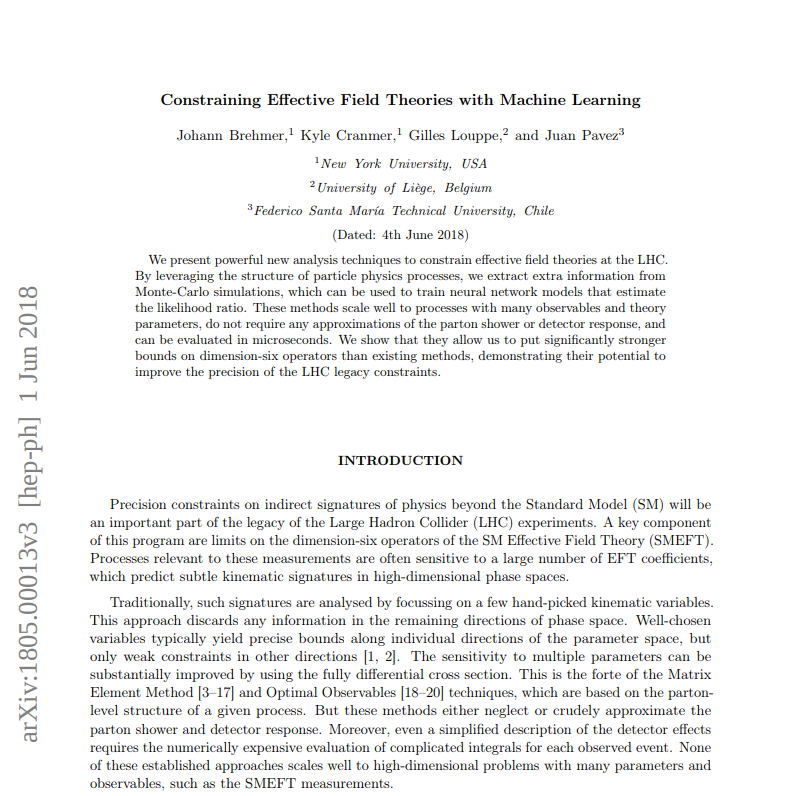 Constraining Effective Field Theories with Machine Learning
Johann Brehmer,¹ Kyle Cranmer,¹ Gilles Louppe,² and Juan Pavez³
¹New York University, USA
²University of Liège, Belgium
³Federico Santa María Technical University, Chile
(Dated: 4th June 2018)
We present powerful new analysis techniques to constrain effective field theories at the LHC.
By leveraging the structure of particle physics processes, we extract extra information from
Monte-Carlo simulations, which can be used to train neural network models that estimate
the likelihood ratio. These methods scale well to processes with many observables and theory
parameters, do not require any approximations of the parton shower or detector response, and
can be evaluated in microseconds. We show that they allow us to put significantly stronger
bounds on dimension-six operators than existing methods, demonstrating their potential to
improve the precision of the LHC legacy constraints.
INTRODUCTION
Precision constraints on indirect signatures of physics beyond the Standard Model (SM) will be
an important part of the legacy of the Large Hadron Collider (LHC) experiments. A key component
of this program are limits on the dimension-six operators of the SM Effective Field Theory (SMEFT).
Processes relevant to these measurements are often sensitive to a large number of EFT coefficients,
which predict subtle kinematic signatures in high-dimensional phase spaces.
Traditionally, such signatures are analysed by focussing on a few hand-picked kinematic variables.
This approach discards any information in the remaining directions of phase space. Well-chosen
variables typically yield precise bounds along individual directions of the parameter space, but
only weak constraints in other directions [1, 2]. The sensitivity to multiple parameters can be
substantially improved by using the fully differential cross section. This is the forte of the Matrix
Element Method [3–17] and Optimal Observables [18–20] techniques, which are based on the parton-
level structure of a given process. But these methods either neglect or crudely approximate the
parton shower and detector response. Moreover, even a simplified description of the detector effects
requires the numerically expensive evaluation of complicated integrals for each observed event. None
of these established approaches scales well to high-dimensional problems with many parameters and
observables, such as the SMEFT measurements.
arXiv:1805.00013v3 [hep-ph] 1 Jun 2018